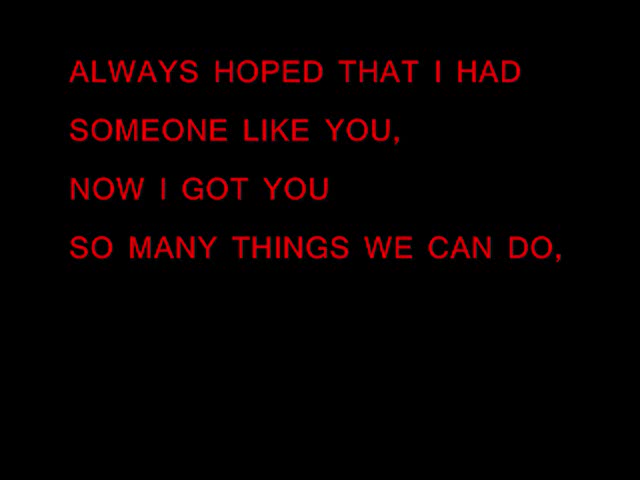 ALWAYS HOPED THAT I HAD
SOMEONE LIKE YOU,
NOW I GOT YOU
SO MANY THINGS WE CAN DO,